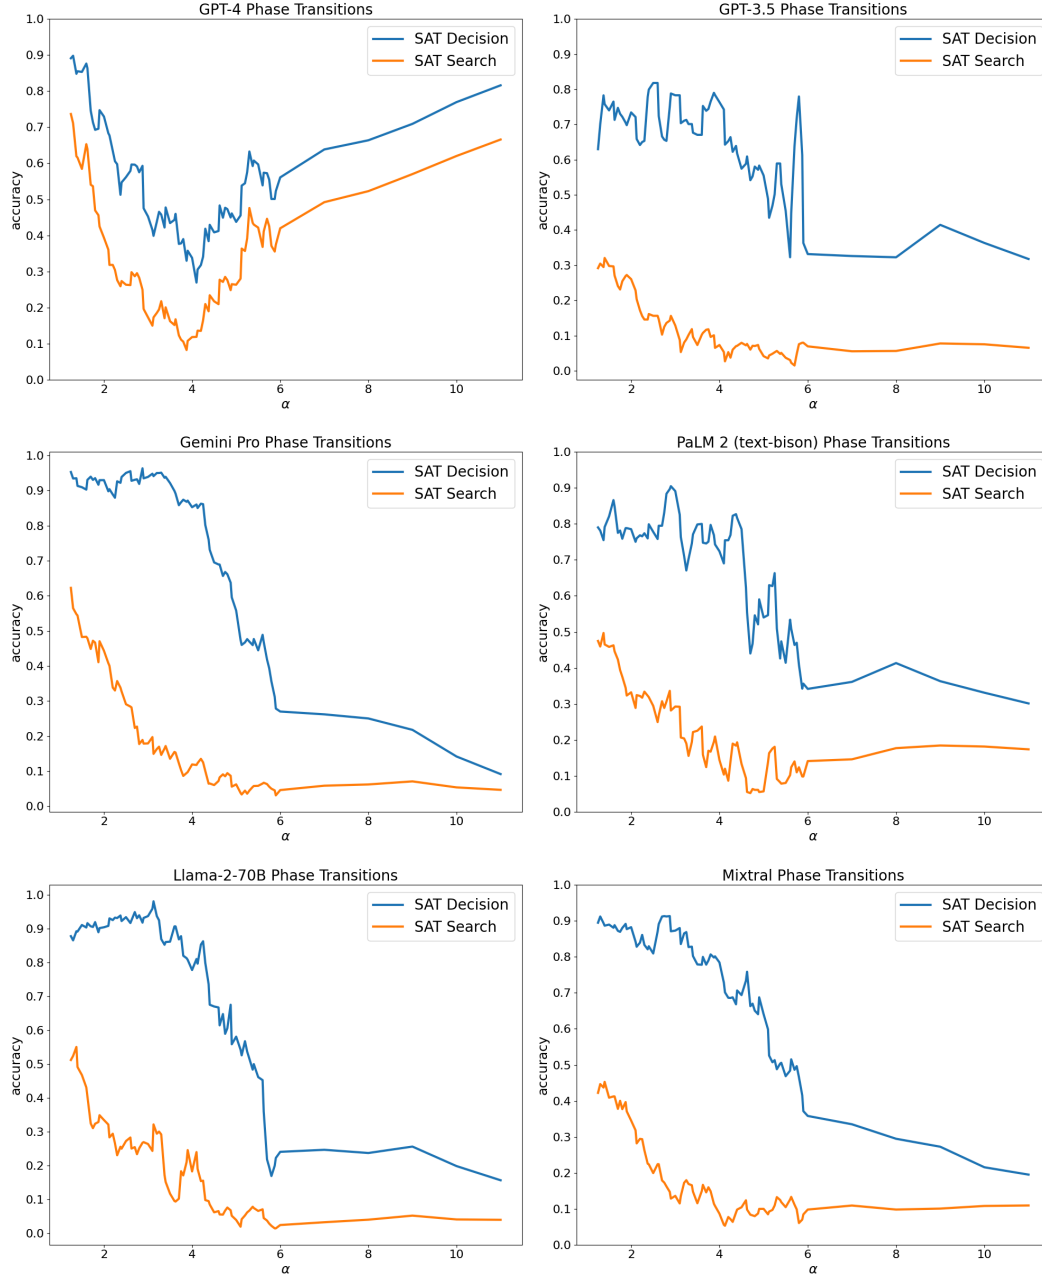 GPT-4 Phase Transitions
1.0
0.9
0.8
0.7
0.6
0.5
0.4
0.3
0.2
0.1
0.0
accuracy
SAT Decision
SAT Search
2 4 6 8 10
α
GPT-3.5 Phase Transitions
1.0
0.9
0.8
0.7
0.6
0.5
0.4
0.3
0.2
0.1
0.0
accuracy
SAT Decision
SAT Search
2 4 6 8 10
α
Gemini Pro Phase Transitions
1.0
0.9
0.8
0.7
0.6
0.5
0.4
0.3
0.2
0.1
0.0
accuracy
SAT Decision
SAT Search
2 4 6 8 10
α
PaLM 2 (text-bison) Phase Transitions
1.0
0.9
0.8
0.7
0.6
0.5
0.4
0.3
0.2
0.1
0.0
accuracy
SAT Decision
SAT Search
2 4 6 8 10
α
Llama-2-70B Phase Transitions
1.0
0.9
0.8
0.7
0.6
0.5
0.4
0.3
0.2
0.1
0.0
accuracy
SAT Decision
SAT Search
2 4 6 8 10
α
Mixtral Phase Transitions
1.0
0.9
0.8
0.7
0.6
0.5
0.4
0.3
0.2
0.1
0.0
accuracy
SAT Decision
SAT Search
2 4 6 8 10
α